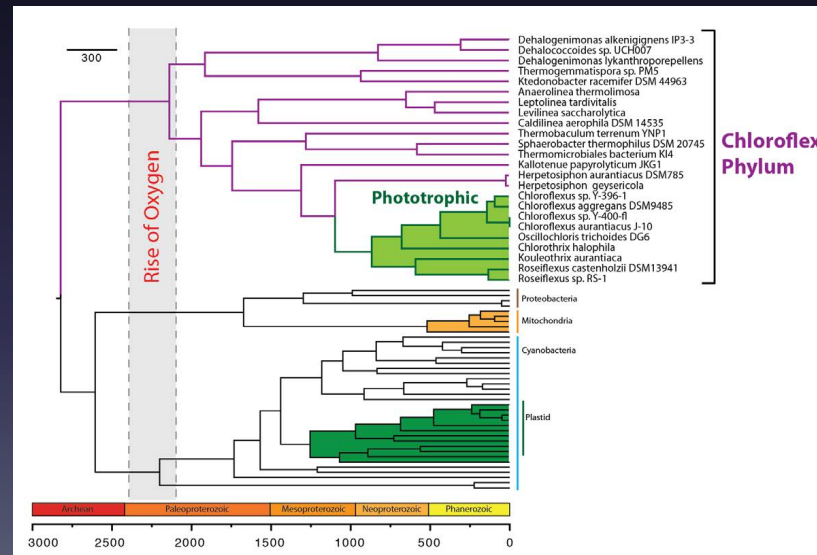 300
Rise of Oxygen
Dehalogenimonas alkenigignens IP3-3
Dehalococcoides sp. UCH007
Dehalogenimonas lykanthroporepellens
Thermogemmatispora sp. PM5
Ktedonobacter racemifer DSM 44963
Anaerolinea thermolimosa
Leptolinea tardivitalis
Levilinea saccharolytica
Caldilinea aerophila DSM 14535
Thermobaculum terrenum YNP1
Sphaerobacter thermophilus DSM 20745
Thermomicrobiales bacterium KI4
Kallotenue papyrolyticum JKG1
Herpetosiphon aurantiacus DSM785
Herpetosiphon geysericola
Chloroflexus sp. Y-396-1
Chloroflexus aggregans DSM9485
Chloroflexus sp. Y-400-fl
Chloroflexus aurantiacus J-10
Oscillochloris trichoides DG6
Chlorothrix halophila
Kouleothrix aurantiaca
Roseiflexus castenholzii DSM13941
Roseiflexus sp. RS-1
Chloroflex
Phylum
Phototrophic
Proteobacteria
Mitochondria
Cyanobacteria
Plastid
Archean Paleoproterozoic Mesoproterozoic Neoproterozoic Phanerozoic
3000 2500 2000 1500 1000 500 0